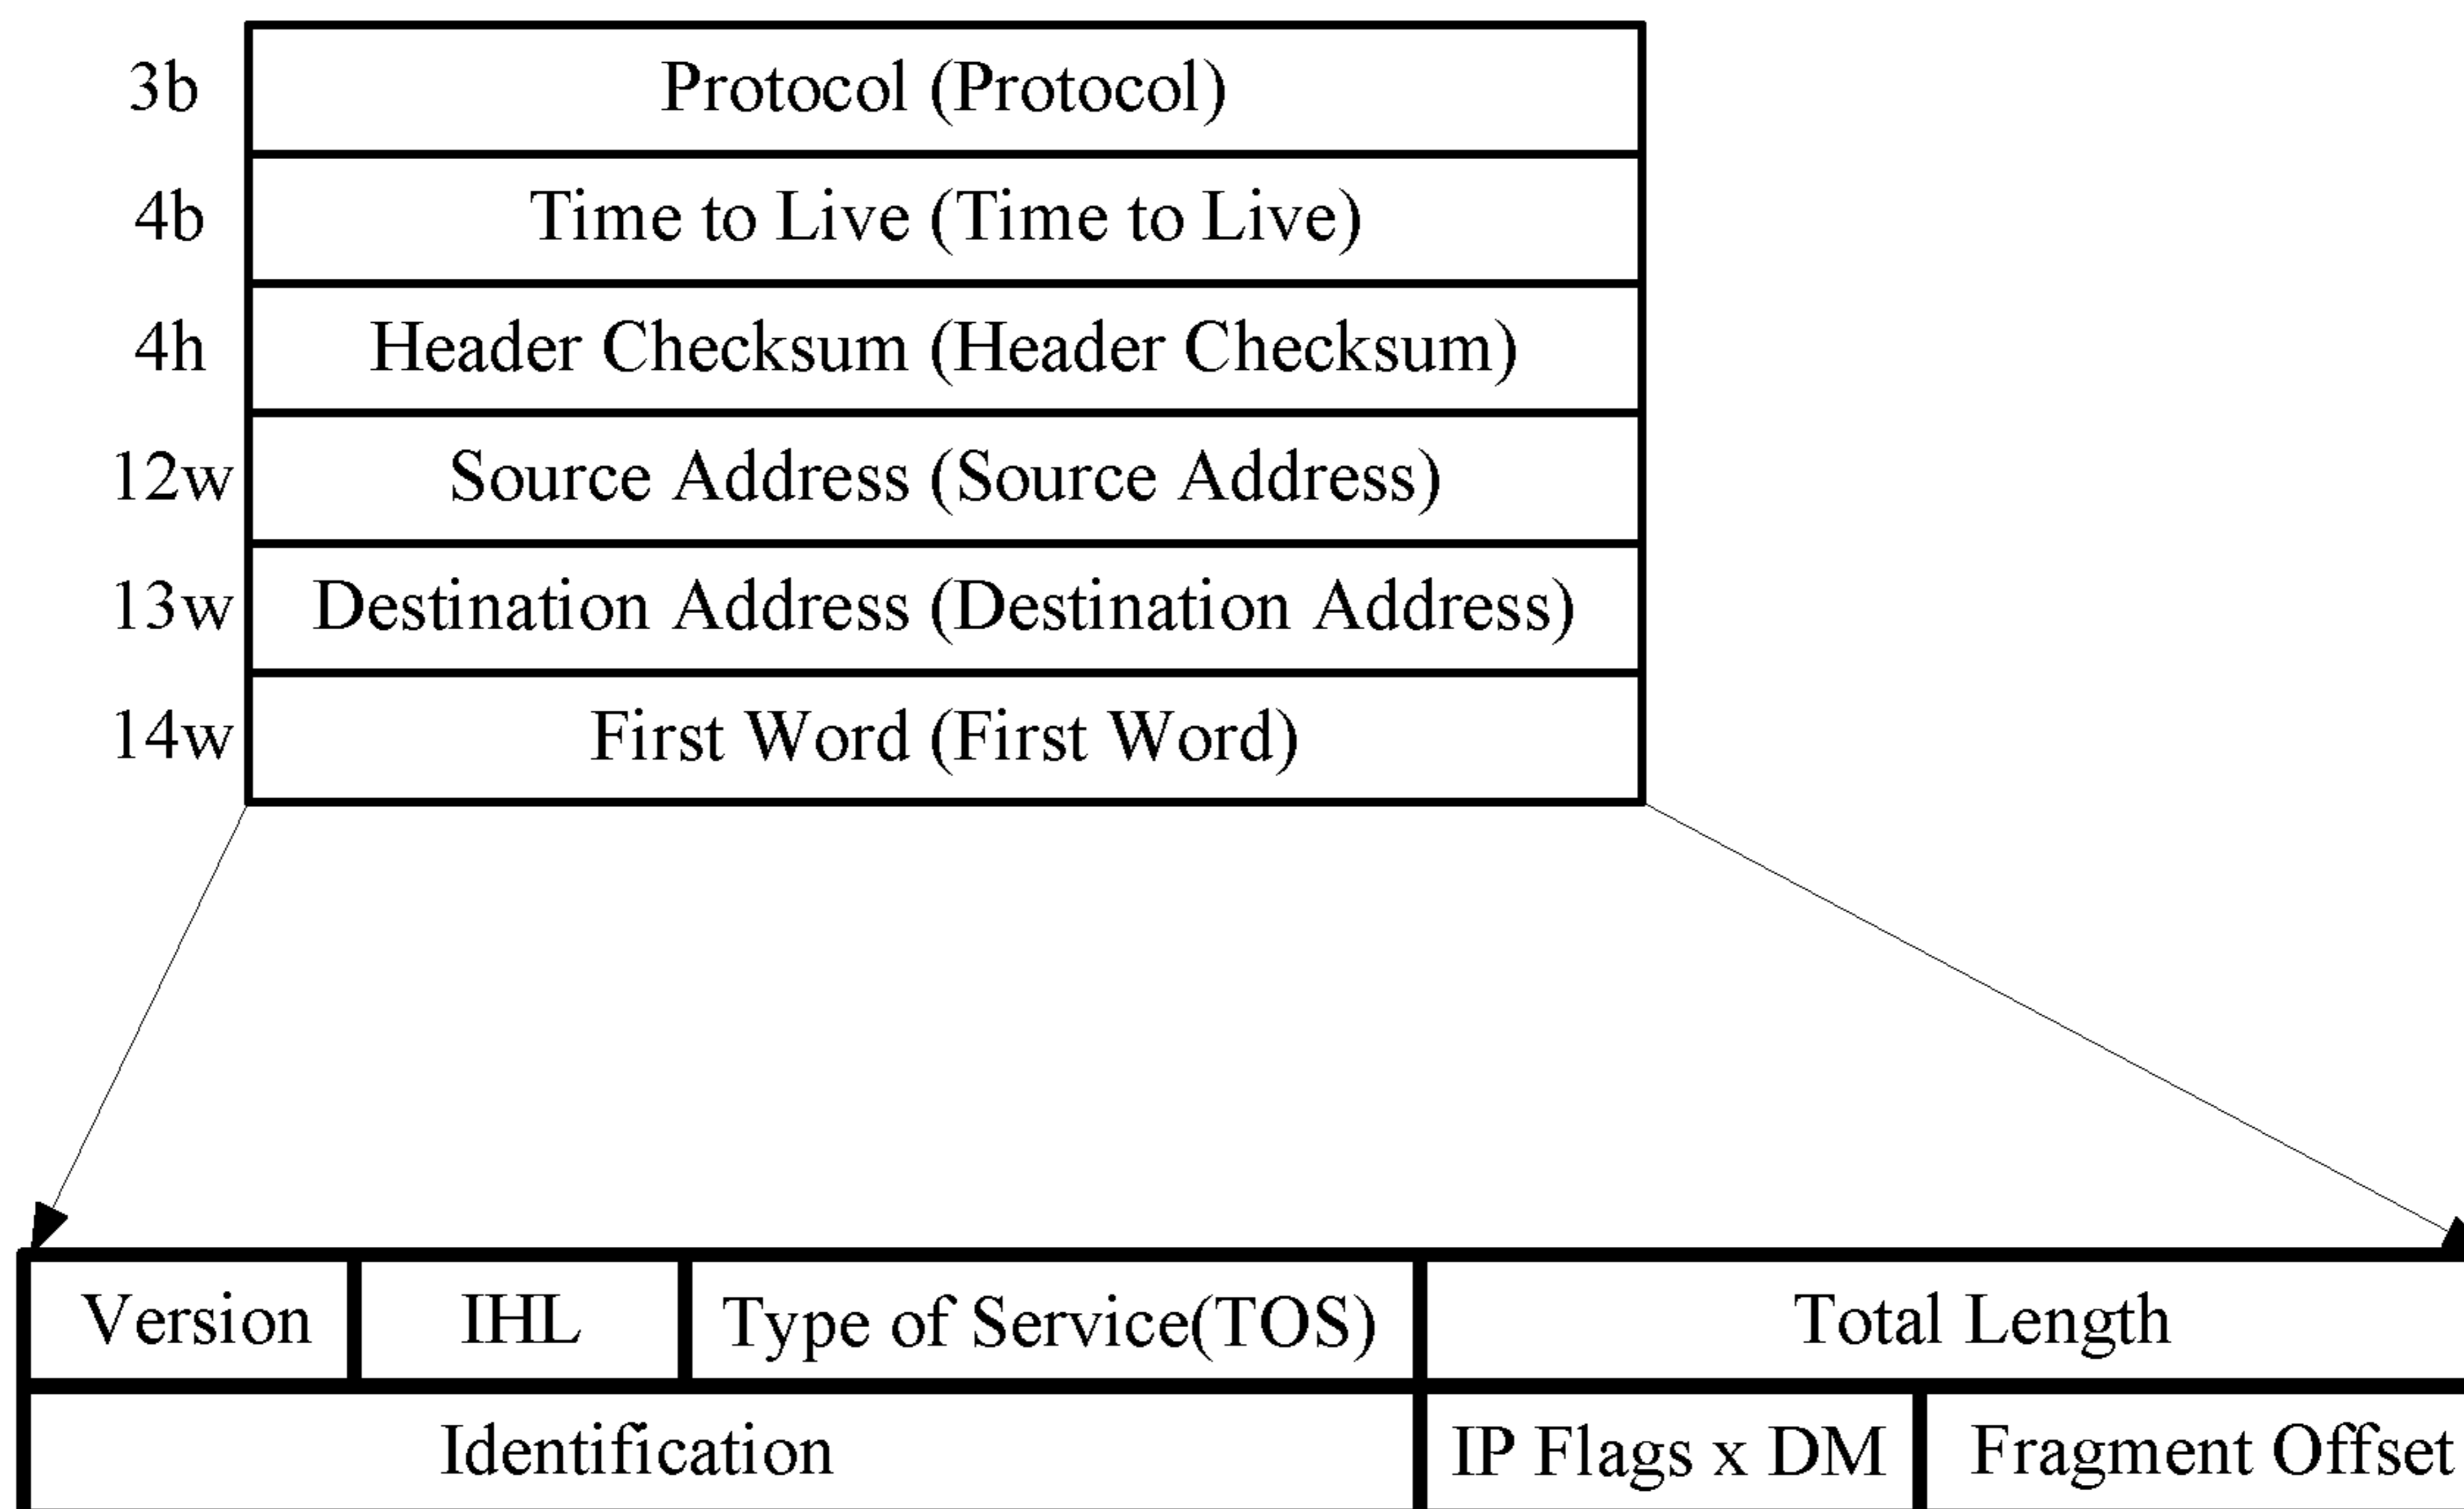 3b Protocol (Protocol)
4b Time to Live (Time to Live)
4h Header Checksum (Header Checksum)
12w Source Address (Source Address)
13w Destination Address (Destination Address)
14w First Word (First Word)
Version IHL Type of Service(TOS) Total Length
Identification IP Flags x DM Fragment Offset